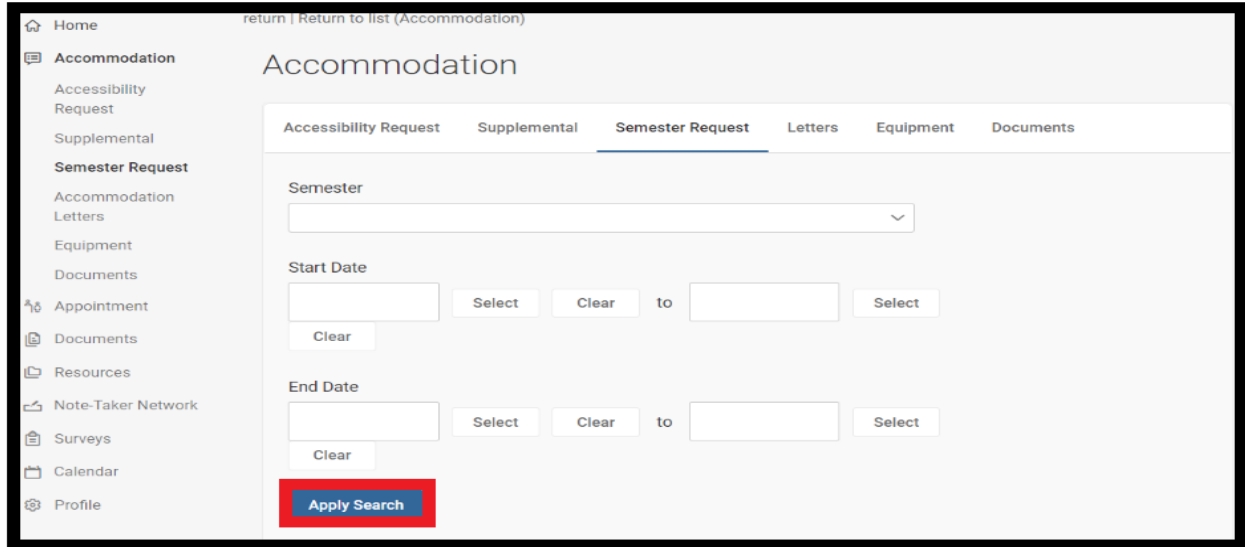 Home
Accommodation
Accessibility
Request
Supplemental
Semester Request
Accommodation
Letters
Equipment
Documents
Appointment
Documents
Resources
Note-Taker Network
Surveys
Calendar
Profile
return | Return to list (Accommodation)
Accommodation
Accessibility Request Supplemental Semester Request Letters Equipment Documents
Semester
Start Date
Select Clear to Select
Clear
End Date
Select Clear to Select
Clear
Apply Search